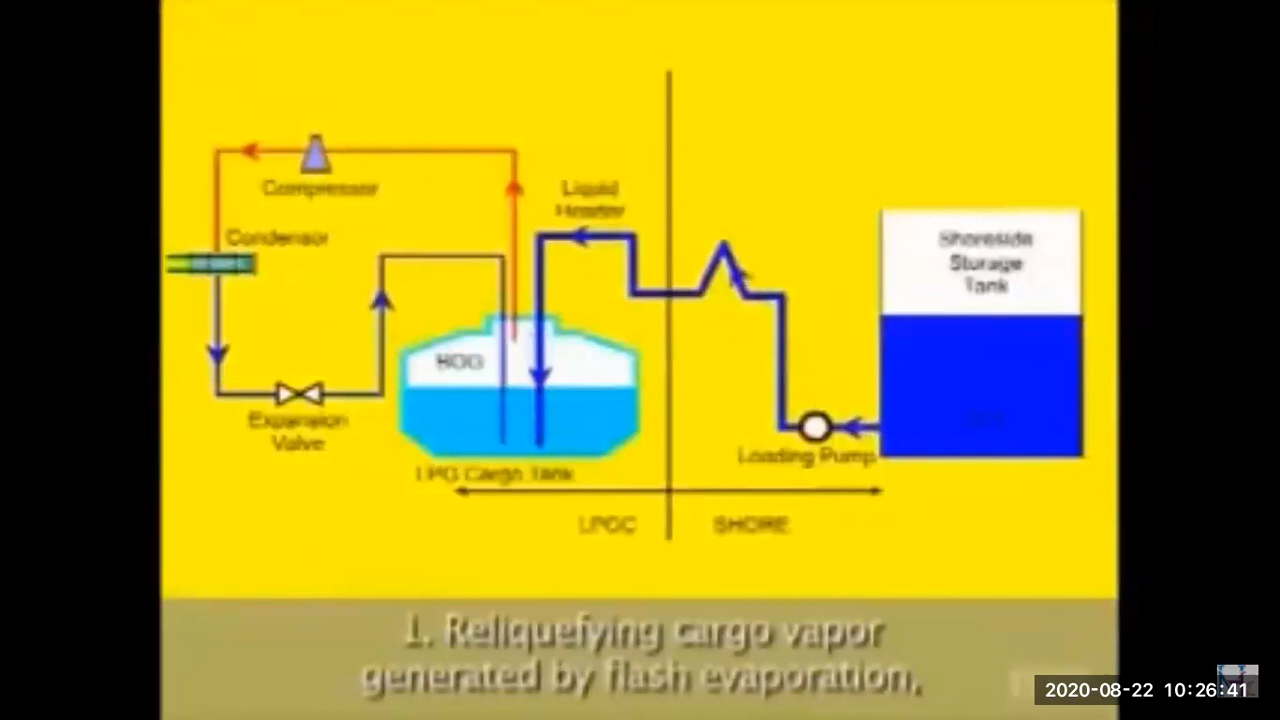 Compressor
Liquid
Header
Condensor
Shoreside
Storage
Tank
BOG
Expansion
Valve
Loading Pump
LPG Cargo Tank
LPGC
SHORE
1. Reliquefying cargo vapor
generated by flash evaporation,
2020-08-22 10:26:41